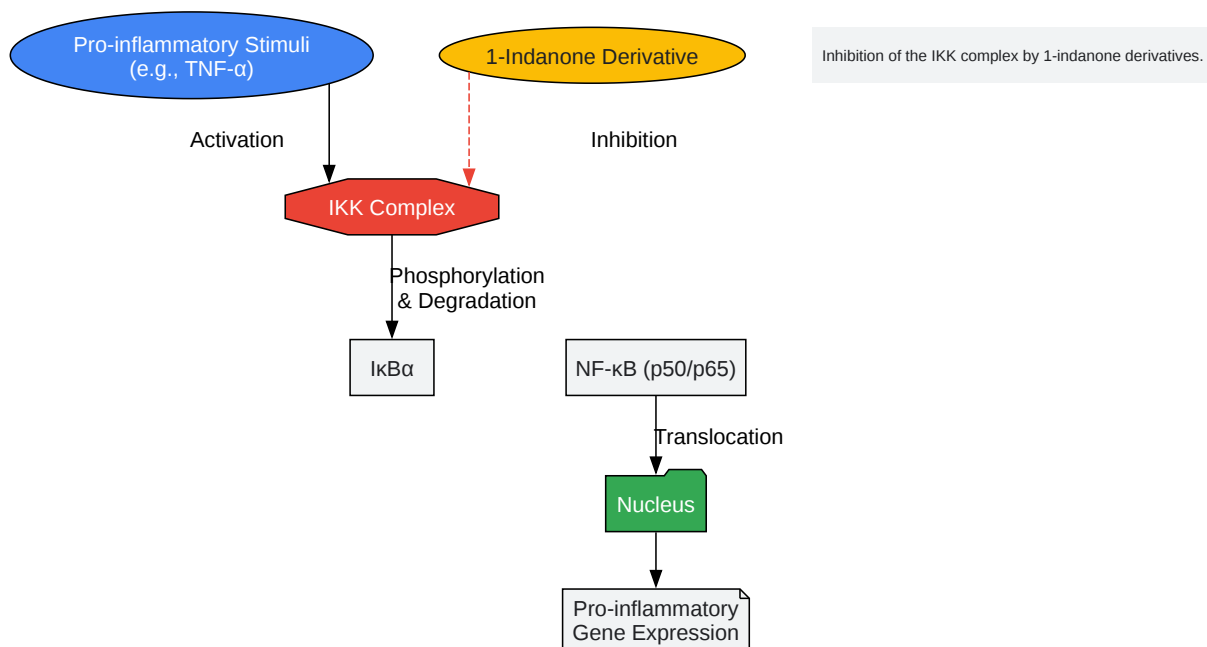 Pro-inflammatory Stimuli
(e.g., TNF-α)
1-Indanone Derivative
Inhibition of the IKK complex by 1-indanone derivatives.
Activation
Inhibition
IKK Complex
Phosphorylation
& Degradation
IκBα
NF-κB (p50/p65)
Translocation
Nucleus
Pro-inflammatory
Gene Expression